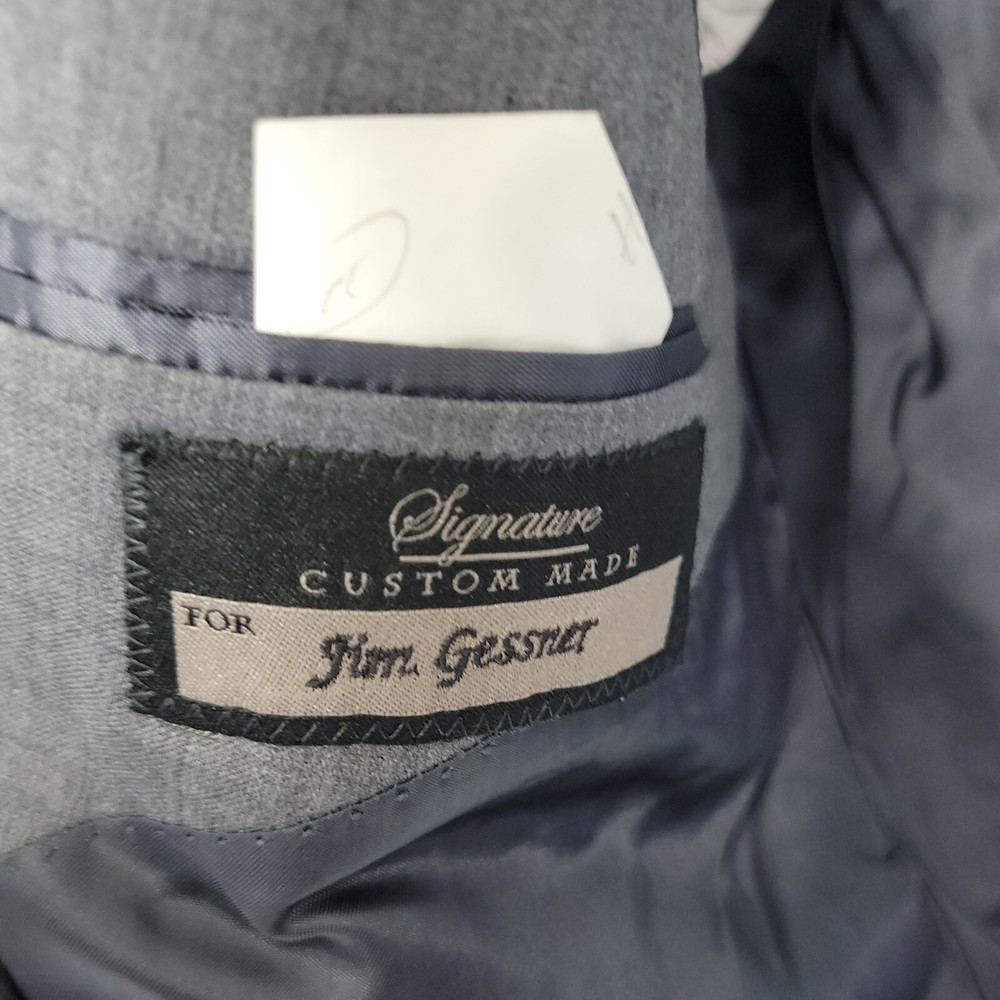 Signature
CUSTOM MADE
FOR
Jim. Gessner